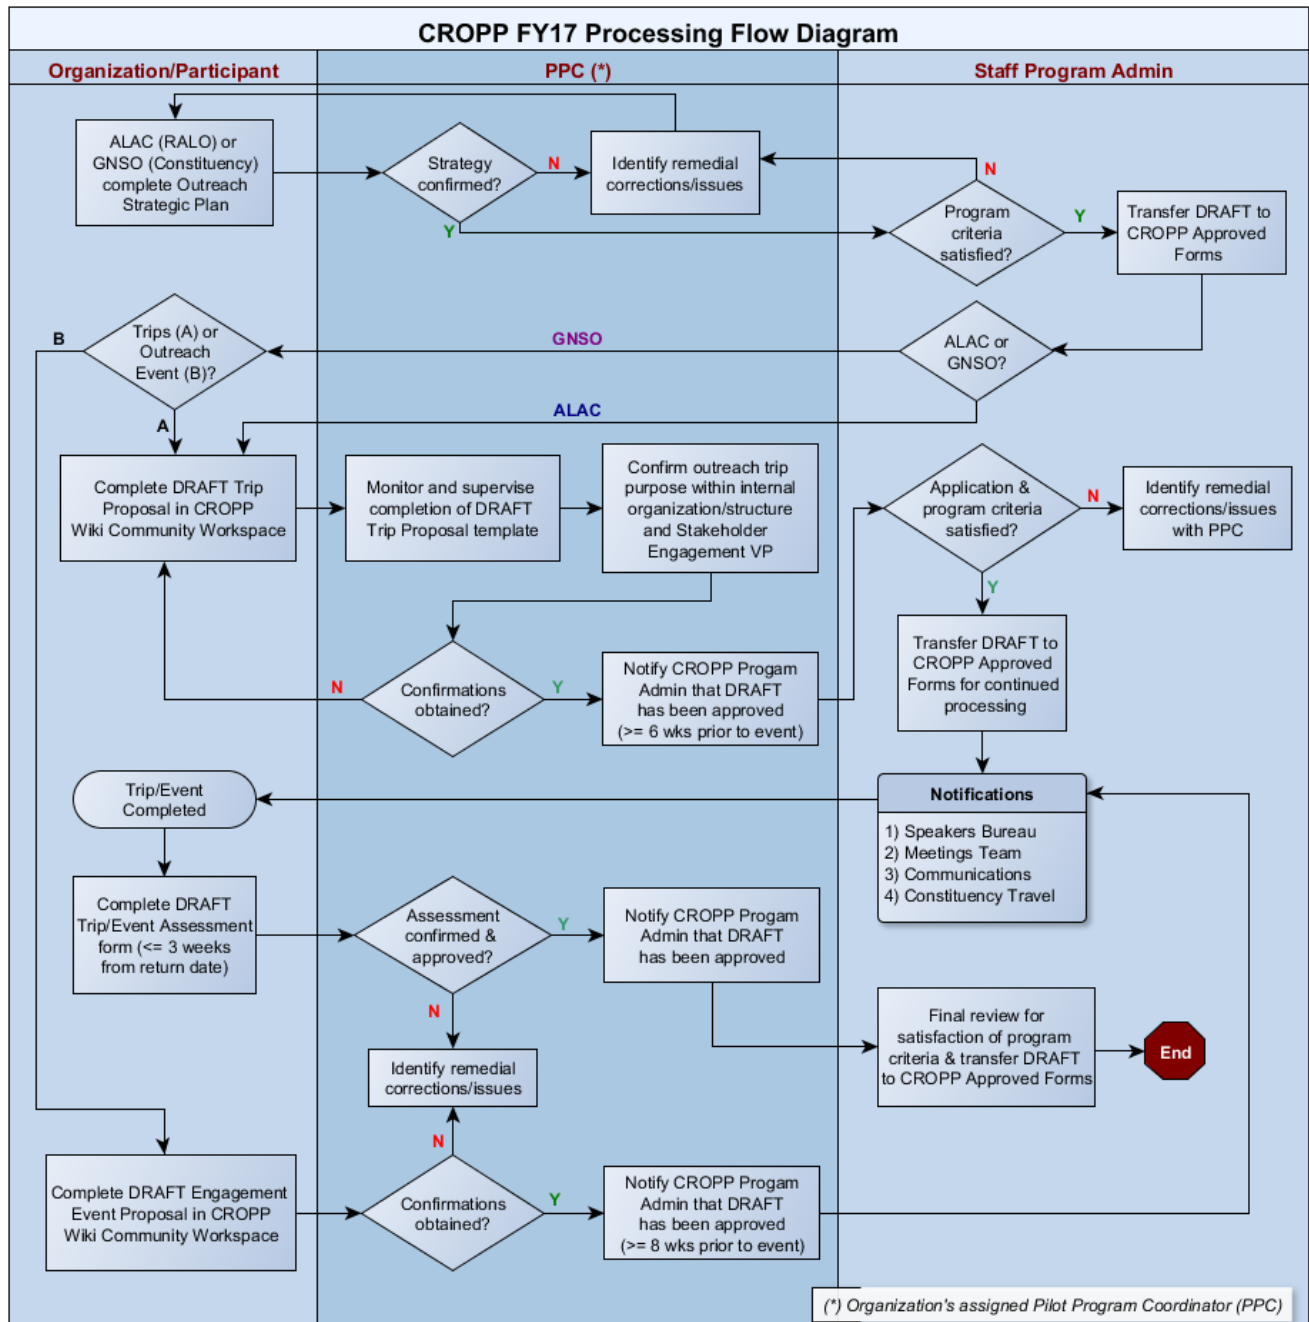 CROPP FY17 Processing Flow Diagram
Organization/Participant
PPC (*)
Staff Program Admin
ALAC (RALO) or
GNSO (Constituency)
complete Outreach
Strategic Plan
Strategy
confirmed?
N
Y
Identify remedial
corrections/issues
N
Program
criteria
satisfied?
Y
Transfer DRAFT to
CROPP Approved
Forms
B
Trips (A) or
Outreach
Event (B)?
A
GNSO
ALAC or
GNSO?
ALAC
Complete DRAFT Trip
Proposal in CROPP
Wiki Community Workspace
Monitor and supervise
completion of DRAFT
Trip Proposal template
Confirm outreach trip
purpose within internal
organization/structure
and Stakeholder
Engagement VP
Application &
program criteria
satisfied?
N
Y
Identify remedial
corrections/issues
with PPC
N
Confirmations
obtained?
Y
Notify CROPP Progam
Admin that DRAFT
has been approved
(>= 6 wks prior to event)
Transfer DRAFT to
CROPP Approved
Forms for continued
processing
Trip/Event
Completed
Notifications
1) Speakers Bureau
2) Meetings Team
3) Communications
4) Constituency Travel
Complete DRAFT
Trip/Event Assessment
form (<= 3 weeks
from return date)
Assessment
confirmed &
approved?
Y
N
Notify CROPP Progam
Admin that DRAFT
has been approved
Final review for
satisfaction of program
criteria & transfer DRAFT
to CROPP Approved Forms
End
Identify remedial
corrections/issues
N
Complete DRAFT Engagement
Event Proposal in CROPP
Wiki Community Workspace
Confirmations
obtained?
Y
Notify CROPP Progam
Admin that DRAFT
has been approved
(>= 8 wks prior to event)
(*) Organization's assigned Pilot Program Coordinator (PPC)